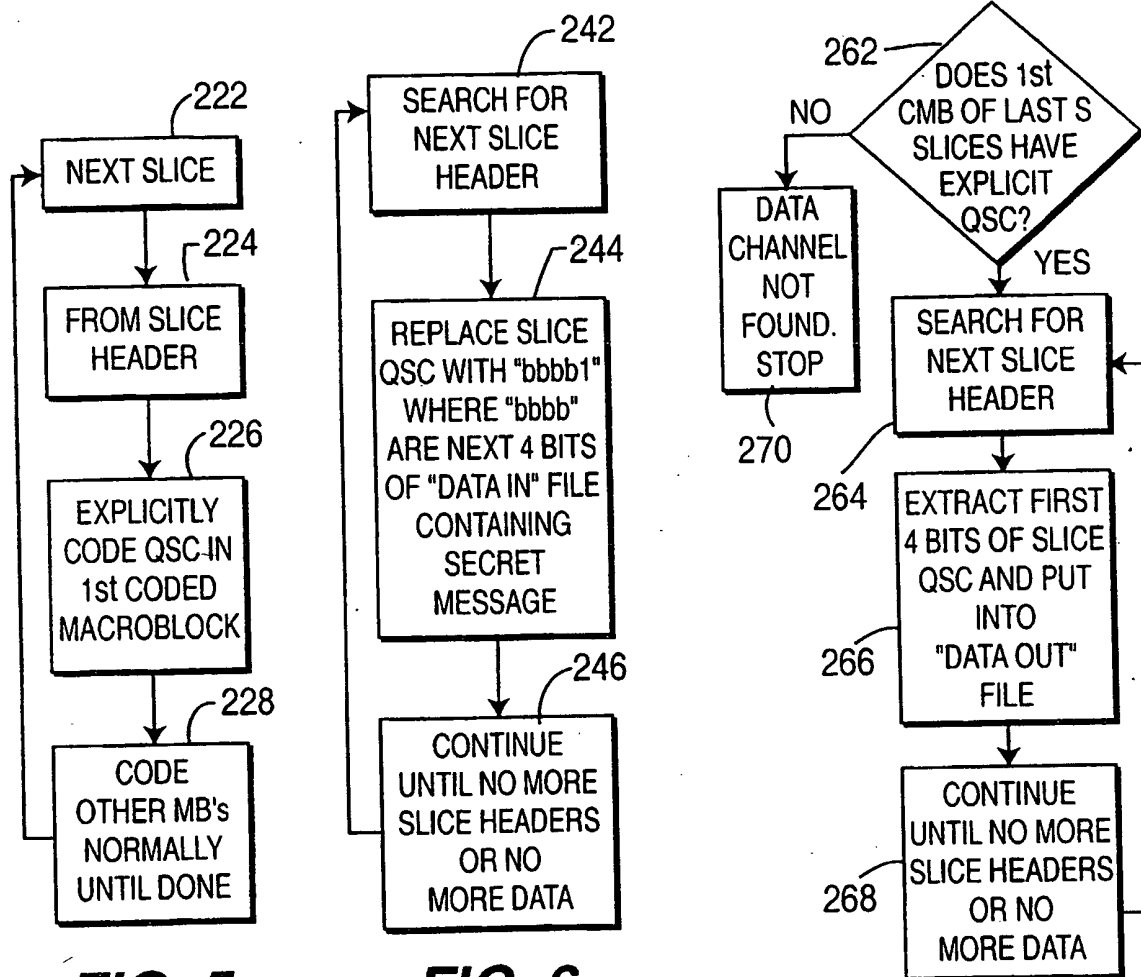 222
NEXT SLICE
224
FROM SLICE
HEADER
226
EXPLICITLY
CODE QSC IN
1st CODED
MACROBLOCK
228
CODE
OTHER MB's
NORMALLY
UNTIL DONE
242
SEARCH FOR
NEXT SLICE
HEADER
244
REPLACE SLICE
QSC WITH "bbbb1"
WHERE "bbbb"
ARE NEXT 4 BITS
OF "DATA IN" FILE
CONTAINING
SECRET
MESSAGE
246
CONTINUE
UNTIL NO MORE
SLICE HEADERS
OR NO
MORE DATA
FIG. 6
262
DOES 1st
CMB OF LAST S
SLICES HAVE
EXPLICIT
QSC?
NO
YES
DATA
CHANNEL
NOT
FOUND.
STOP
270
SEARCH FOR
NEXT SLICE
HEADER
264
EXTRACT FIRST
4 BITS OF SLICE
QSC AND PUT
INTO
"DATA OUT"
FILE
266
CONTINUE
UNTIL NO MORE
SLICE HEADERS
OR NO
MORE DATA
268